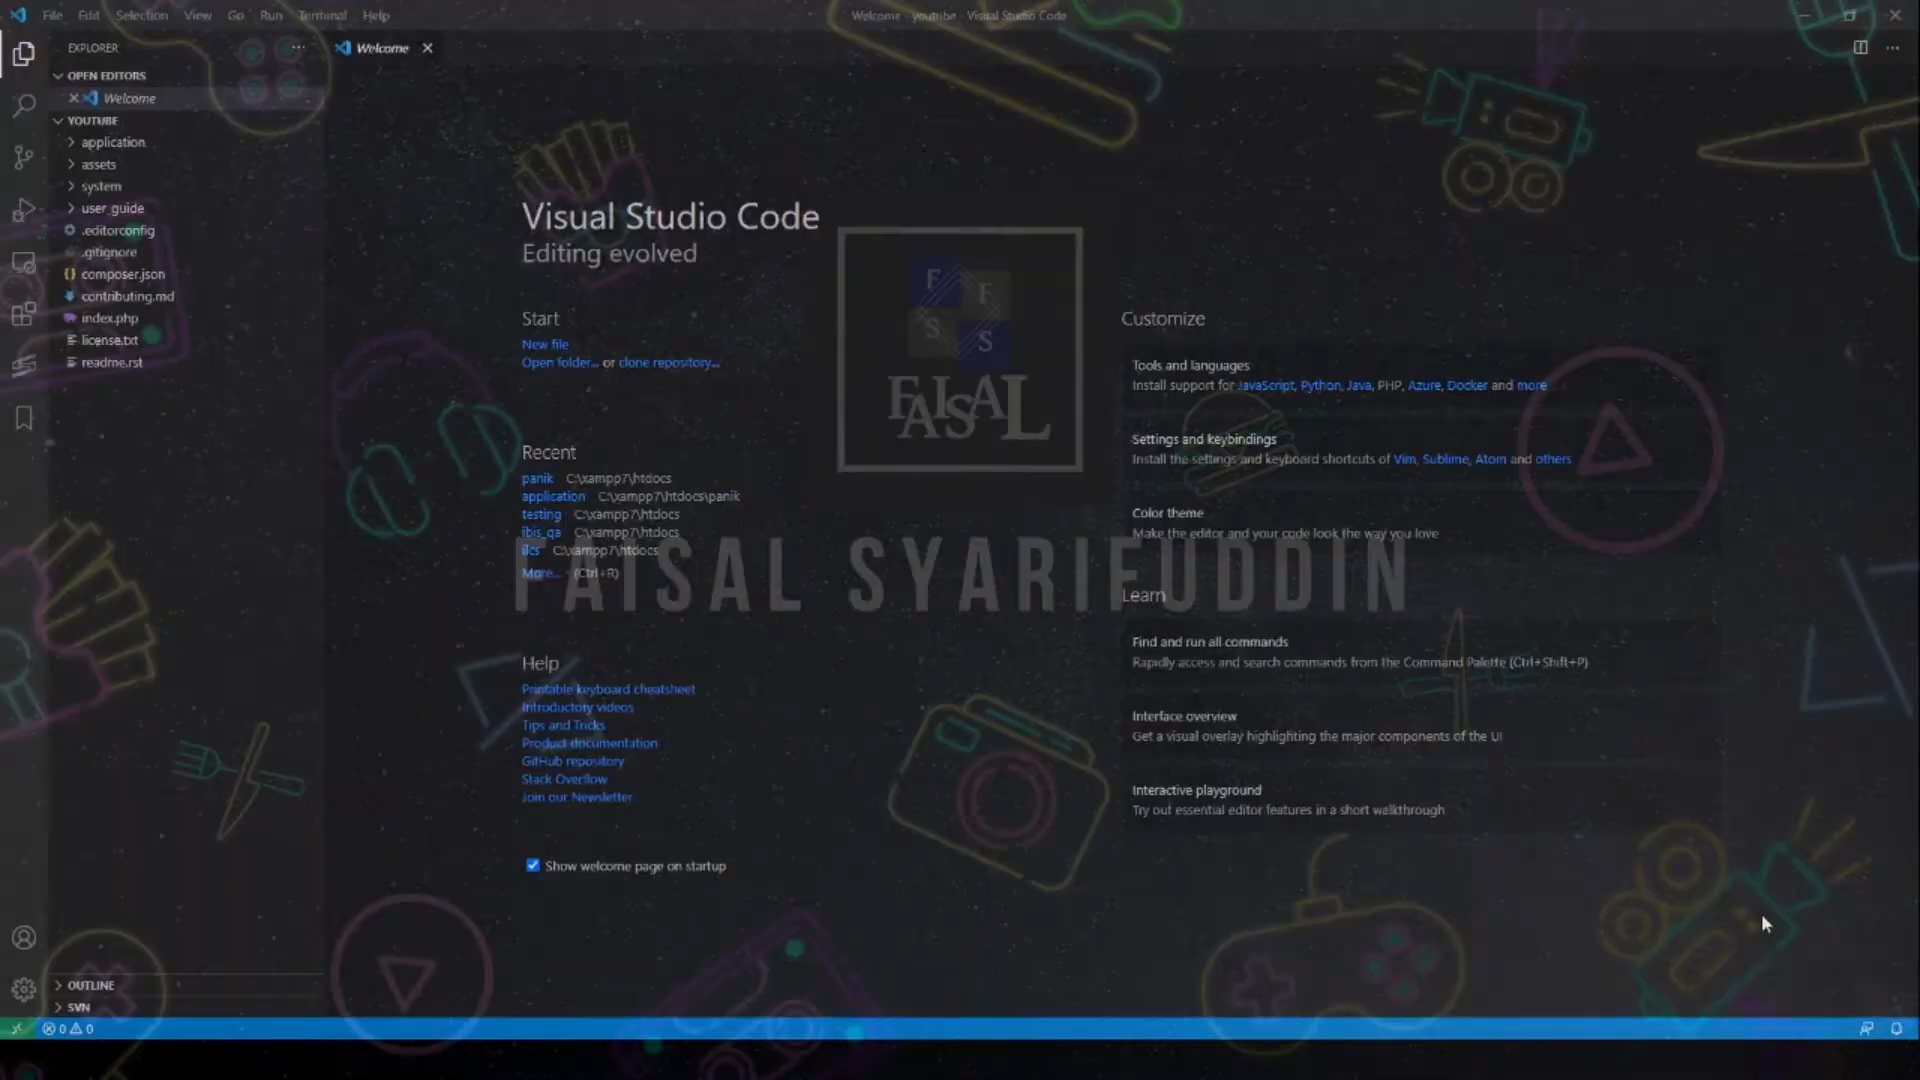 File Edit Selection View Go Run Terminal Help
Welcome - youtube - Visual Studio Code
EXPLORER
Welcome
OPEN EDITORS
Welcome
YOUTUBE
application
assets
system
user_guide
.editorconfig
.gitignore
composer.json
contributing.md
index.php
license.txt
readme.rst
OUTLINE
SVN
0 0
Visual Studio Code
Editing evolved
Start
New file
Open folder... or clone repository...
Recent
panik C:\xampp7\htdocs
application C:\xampp7\htdocs\panik
testing C:\xampp7\htdocs
ibis_qa C:\xampp7\htdocs
ilcs C:\xampp7\htdocs
More... (Ctrl+R)
Help
Printable keyboard cheatsheet
Introductory videos
Tips and Tricks
Product documentation
GitHub repository
Stack Overflow
Join our Newsletter
Show welcome page on startup
F F
S S
FAISAL
FAISAL SYARIFUDDIN
Customize
Tools and languages
Install support for JavaScript, Python, Java, PHP, Azure, Docker and more
Settings and keybindings
Install the settings and keyboard shortcuts of Vim, Sublime, Atom and others
Color theme
Make the editor and your code look the way you love
Learn
Find and run all commands
Rapidly access and search commands from the Command Palette (Ctrl+Shift+P)
Interface overview
Get a visual overlay highlighting the major components of the UI
Interactive playground
Try out essential editor features in a short walkthrough